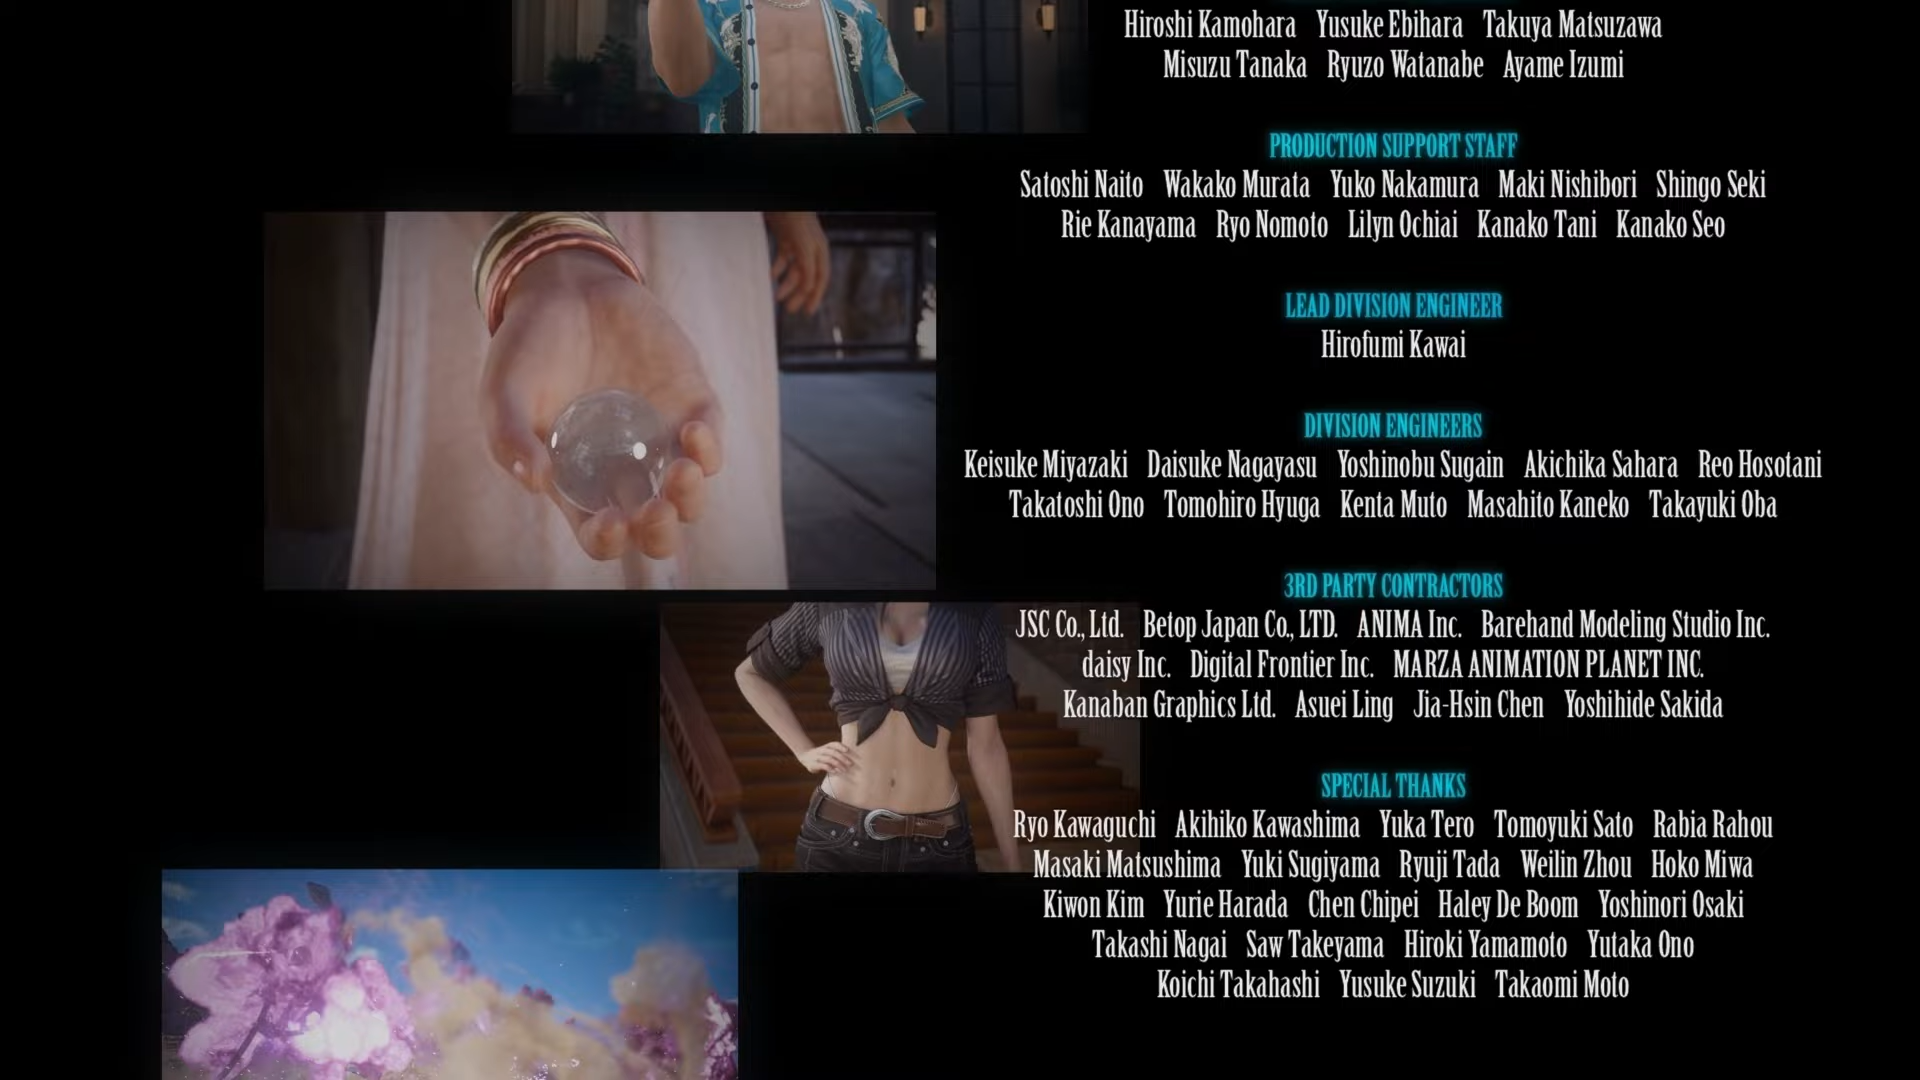 Hiroshi Kamohara Yusuke Ebihara Takuya Matsuzawa
Misuzu Tanaka Ryuzo Watanabe Ayame Izumi
PRODUCTION SUPPORT STAFF
Satoshi Naito Wakako Murata Yuko Nakamura Maki Nishibori Shingo Seki
Rie Kanayama Ryo Nomoto Lilyn Ochiai Kanako Tani Kanako Seo
LEAD DIVISION ENGINEER
Hirofumi Kawai
DIVISION ENGINEERS
Keisuke Miyazaki Daisuke Nagayasu Yoshinobu Sugain Akichika Sahara Reo Hosotani
Takatoshi Ono Tomohiro Hyuga Kenta Muto Masahito Kaneko Takayuki Oba
3RD PARTY CONTRACTORS
JSC Co., Ltd. Betop Japan Co., LTD. ANIMA Inc. Barehand Modeling Studio Inc.
daisy Inc. Digital Frontier Inc. MARZA ANIMATION PLANET INC.
Kanaban Graphics Ltd. Asuei Ling Jia-Hsin Chen Yoshihide Sakida
SPECIAL THANKS
Ryo Kawaguchi Akihiko Kawashima Yuka Tero Tomoyuki Sato Rabia Rahou
Masaki Matsushima Yuki Sugiyama Ryuji Tada Weilin Zhou Hoko Miwa
Kiwon Kim Yurie Harada Chen Chipei Haley De Boom Yoshinori Osaki
Takashi Nagai Saw Takeyama Hiroki Yamamoto Yutaka Ono
Koichi Takahashi Yusuke Suzuki Takaomi Moto